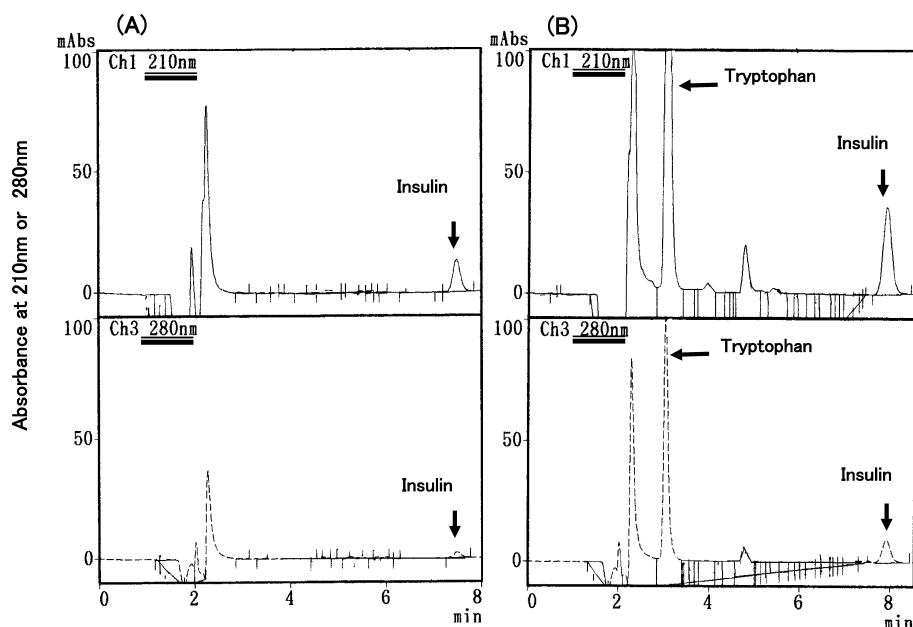 (A)
(B)
mAbs
100
Ch1 210nm
50
0
Insulin
100
Ch3 280nm
50
0
Insulin
0
2
4
6
8
min
mAbs
100
Ch1 210nm
Tryptophan
50
0
Insulin
100
Ch3 280nm
Tryptophan
50
0
Insulin
0
2
4
6
8
min
Absorbance at 210nm or 280nm